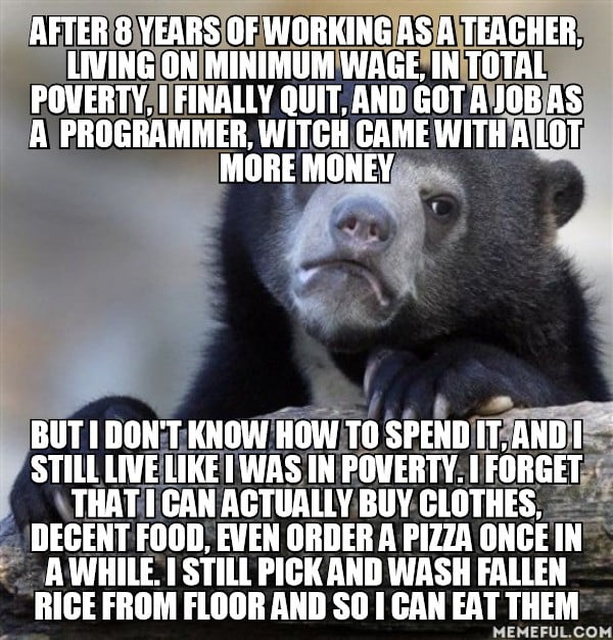 AFTER 8 YEARS OF WORKING AS A TEACHER,
LIVING ON MINIMUM WAGE, IN TOTAL
POVERTY, I FINALLY QUIT, AND GOT A JOB AS
A PROGRAMMER, WITCH CAME WITH A LOT
MORE MONEY
BUT I DON'T KNOW HOW TO SPEND IT, AND I
STILL LIVE LIKE I WAS IN POVERTY. I FORGET
THAT I CAN ACTUALLY BUY CLOTHES,
DECENT FOOD, EVEN ORDER A PIZZA ONCE IN
A WHILE. I STILL PICK AND WASH FALLEN
RICE FROM FLOOR AND SO I CAN EAT THEM
MEMEFUL.COM